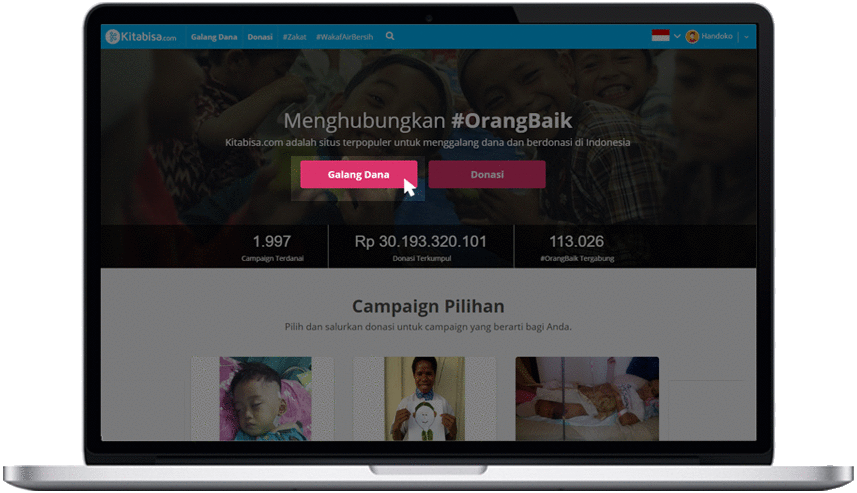 Kitabisa.com Galang Dana Donasi #Zakat #WakafAirBersih Handoko
Menghubungkan #OrangBaik
Kitabisa.com adalah situs terpopuler untuk menggalang dana dan berdonasi di Indonesia
Galang Dana Donasi
1.997 Rp 30.193.320.101 113.026
Campaign Terdanai Donasi Terkumpul #OrangBaik Tergabung
Campaign Pilihan
Pilih dan salurkan donasi untuk campaign yang berarti bagi Anda.